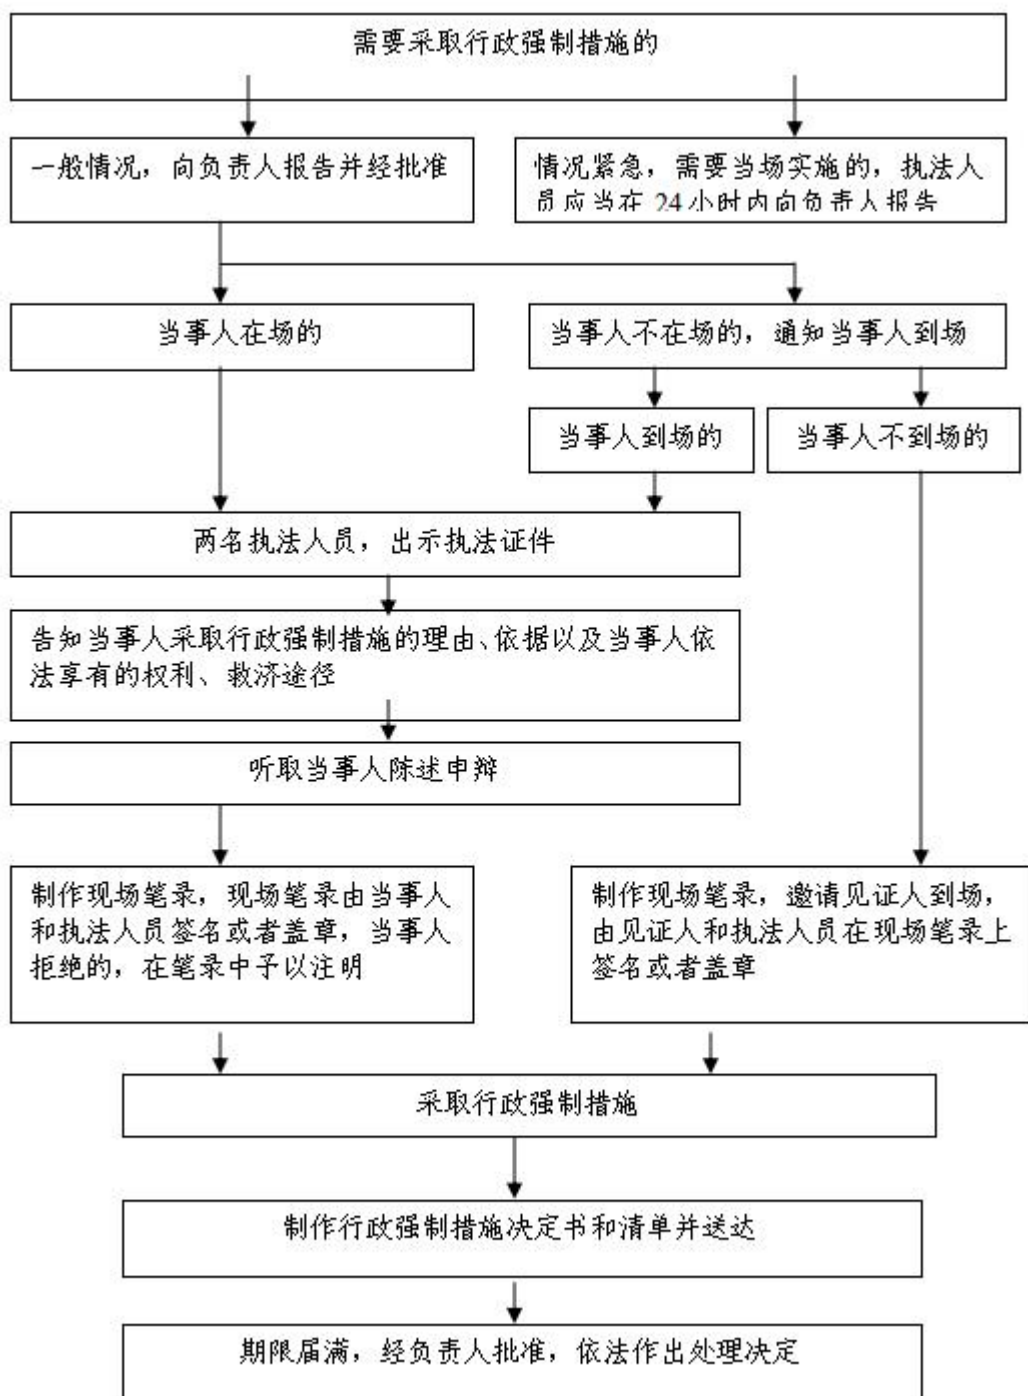 需要采取行政强制措施的
一般情况，向负责人报告并经批准
情况紧急，需要当场实施的，执法人
员应当在 24 小时内向负责人报告
当事人在场的
当事人不在场的，通知当事人到场
当事人到场的
当事人不到场的
两名执法人员，出示执法证件
告知当事人采取行政强制措施的理由、依据以及当事人依
法享有的权利、救济途径
听取当事人陈述申辩
制作现场笔录，现场笔录由当事人
和执法人员签名或者盖章，当事人
拒绝的，在笔录中予以注明
制作现场笔录，邀请见证人到场，
由见证人和执法人员在现场笔录上
签名或者盖章
采取行政强制措施
制作行政强制措施决定书和清单并送达
期限届满，经负责人批准，依法作出处理决定